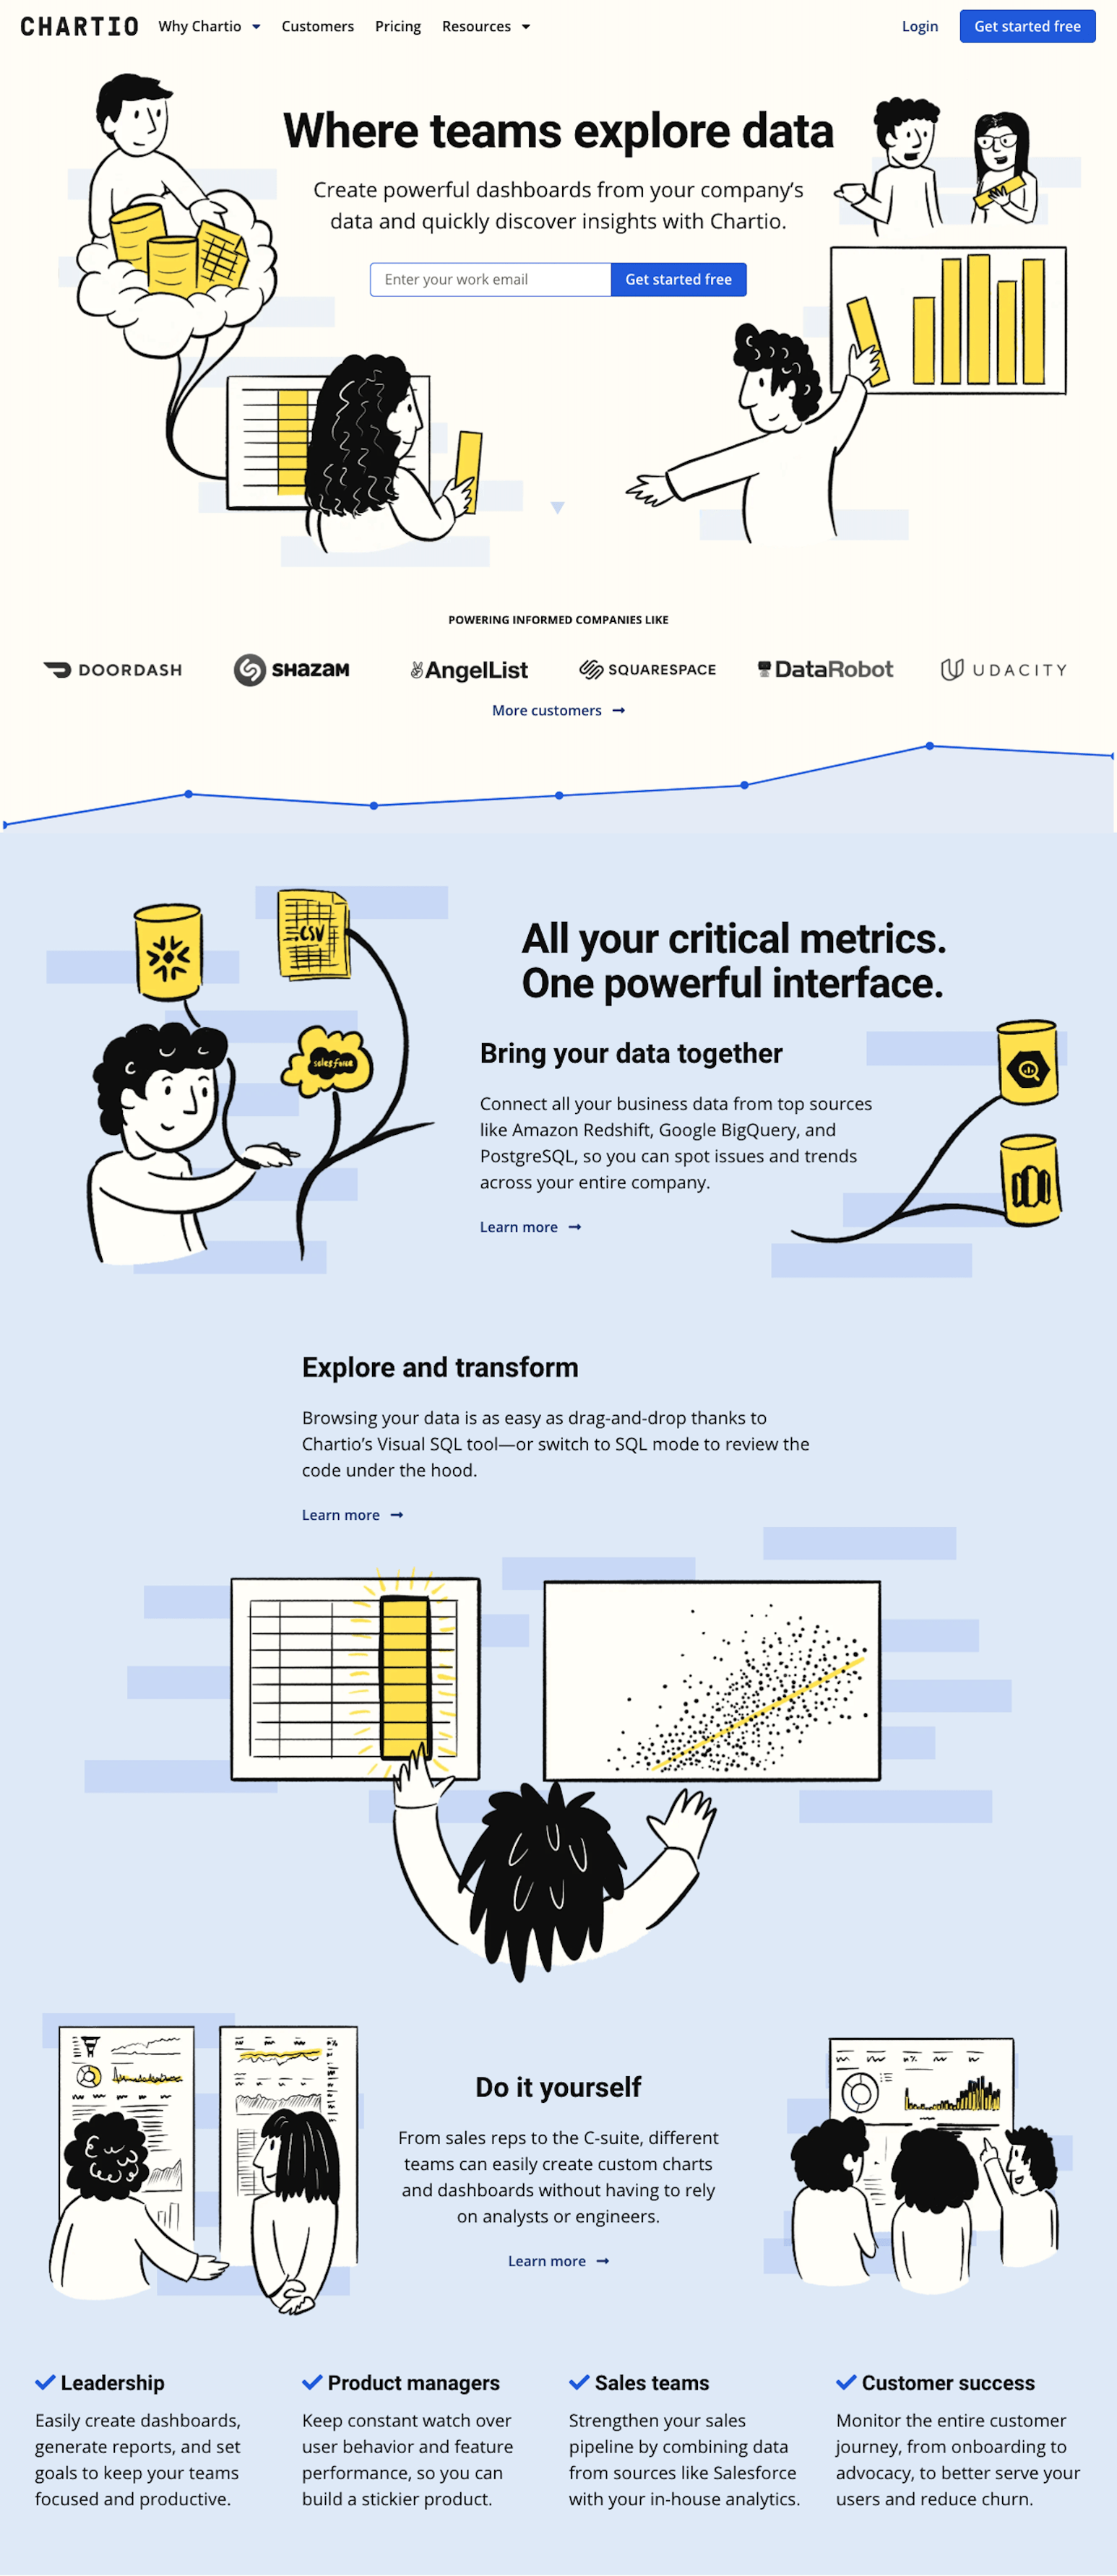 CHARTIO
Why Chartio
Customers
Pricing
Resources
Login
Get started free
Where teams explore data
Create powerful dashboards from your company’s
data and quickly discover insights with Chartio.
Enter your work email
Get started free
POWERING INFORMED COMPANIES LIKE
DOORDASH
SHAZAM
AngelList
SQUARESPACE
DataRobot
UDACITY
More customers
.CSV
salesforce
All your critical metrics.
One powerful interface.
Bring your data together
Connect all your business data from top sources
like Amazon Redshift, Google BigQuery, and
PostgreSQL, so you can spot issues and trends
across your entire company.
Learn more
Explore and transform
Browsing your data is as easy as drag-and-drop thanks to
Chartio’s Visual SQL tool—or switch to SQL mode to review the
code under the hood.
Learn more
Do it yourself
From sales reps to the C-suite, different
teams can easily create custom charts
and dashboards without having to rely
on analysts or engineers.
Learn more
Leadership
Easily create dashboards,
generate reports, and set
goals to keep your teams
focused and productive.
Product managers
Keep constant watch over
user behavior and feature
performance, so you can
build a stickier product.
Sales teams
Strengthen your sales
pipeline by combining data
from sources like Salesforce
with your in-house analytics.
Customer success
Monitor the entire customer
journey, from onboarding to
advocacy, to better serve your
users and reduce churn.